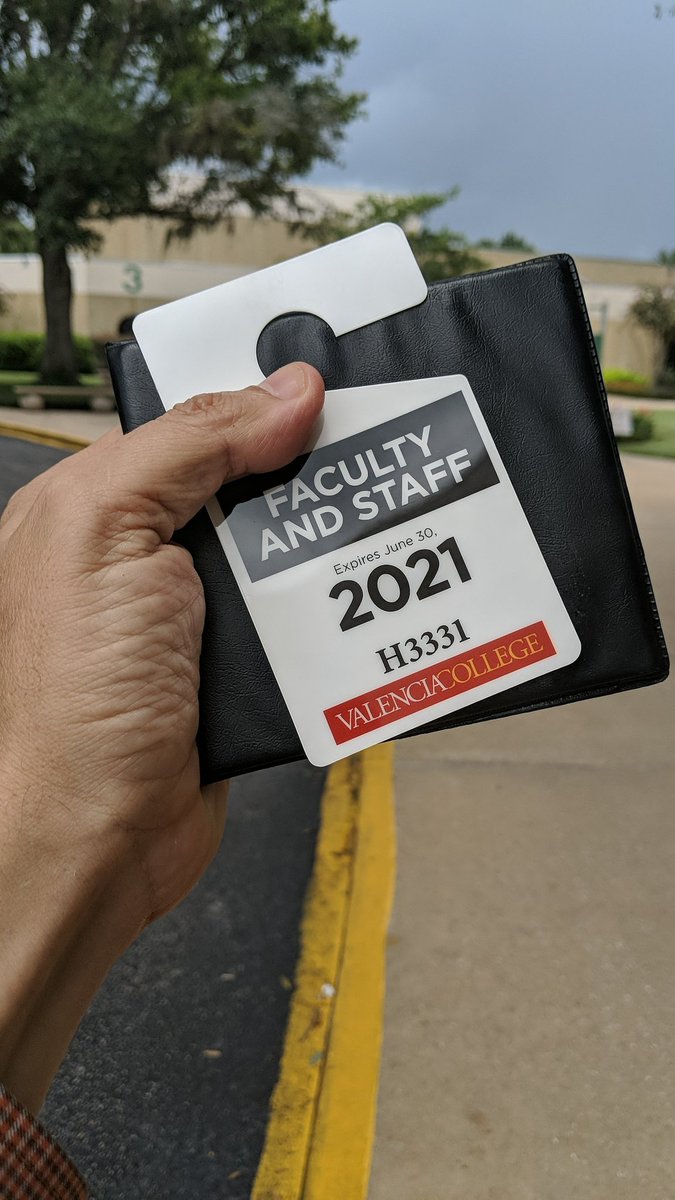 3
FACULTY
AND STAFF
Expires June 30,
2021
H3331
VALENCIACOLLEGE